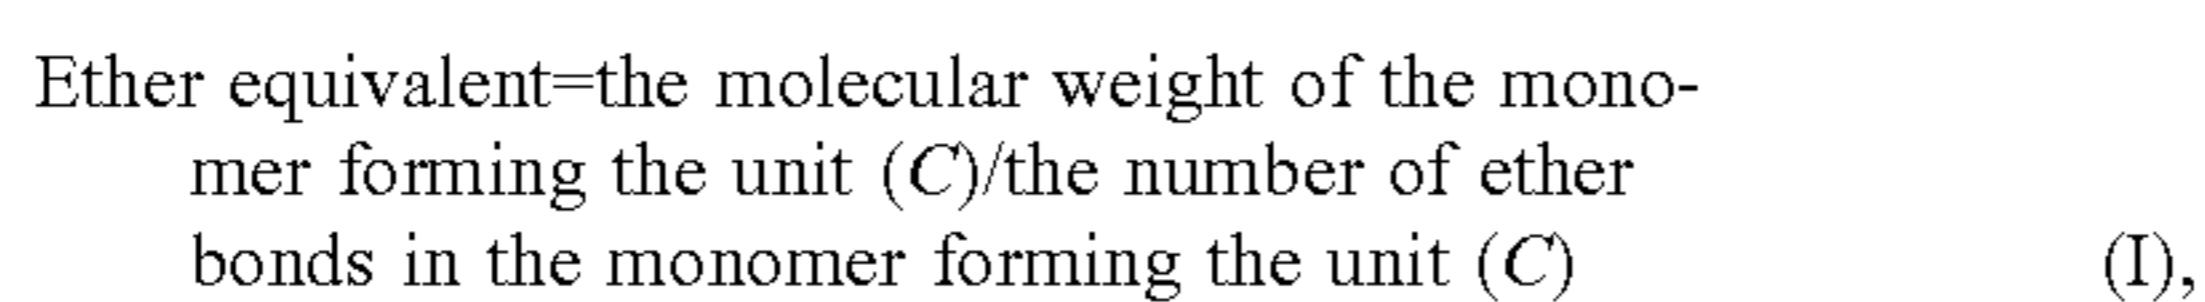 Ether equivalent=the molecular weight of the mono-
mer forming the unit (C)/the number of ether
bonds in the monomer forming the unit (C) (I),